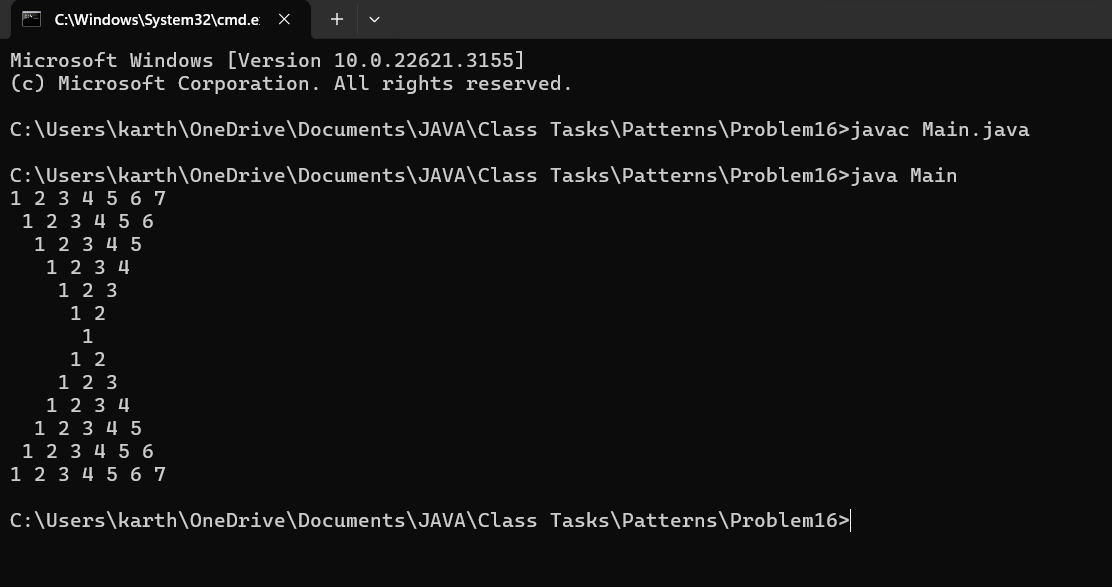 C:\Windows\System32\cmd.e
Microsoft Windows [Version 10.0.22621.3155]
(c) Microsoft Corporation. All rights reserved.
C:\Users\karth\OneDrive\Documents\JAVA\Class Tasks\Patterns\Problem16>javac Main.java
C:\Users\karth\OneDrive\Documents\JAVA\Class Tasks\Patterns\Problem16>java Main
1 2 3 4 5 6 7
 1 2 3 4 5 6
  1 2 3 4 5
   1 2 3 4
    1 2 3
     1 2
      1
     1 2
    1 2 3
   1 2 3 4
  1 2 3 4 5
 1 2 3 4 5 6
1 2 3 4 5 6 7
C:\Users\karth\OneDrive\Documents\JAVA\Class Tasks\Patterns\Problem16>